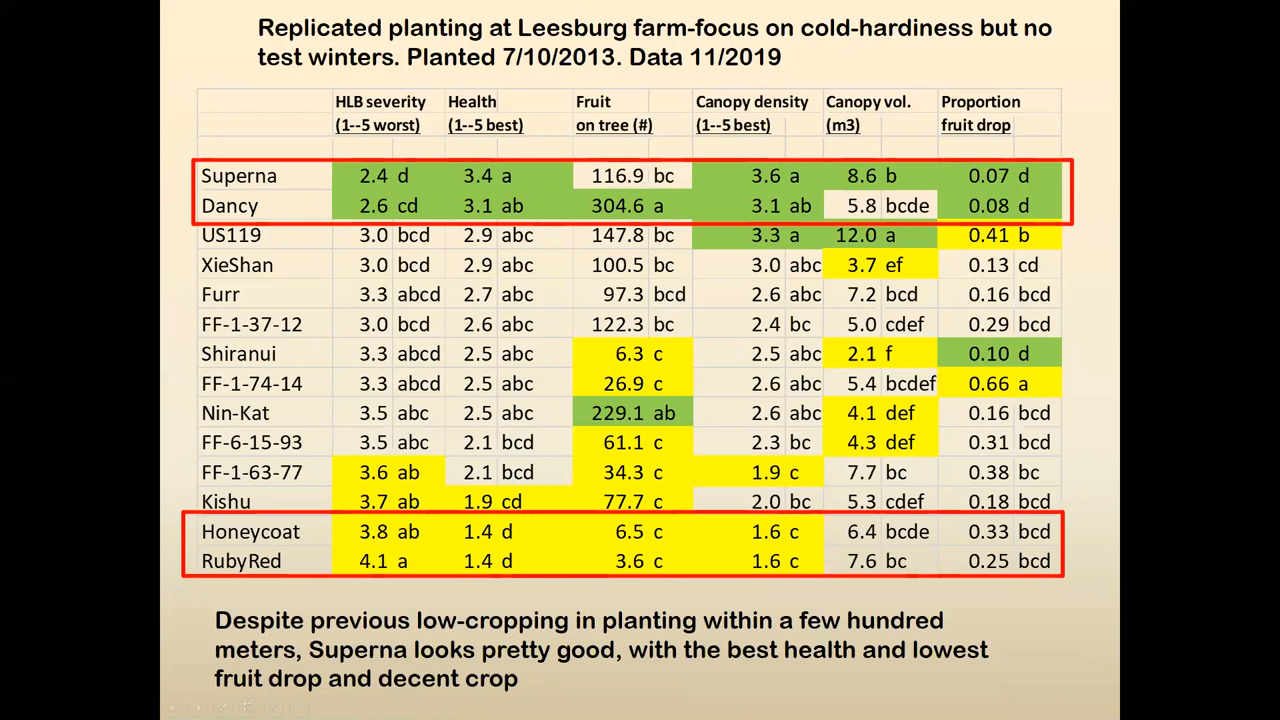 Replicated planting at Leesburg farm-focus on cold-hardiness but no
test winters. Planted 7/10/2013. Data 11/2019
HLB severity Health Fruit Canopy density Canopy vol. Proportion
(1--5 worst) (1--5 best) on tree (#) (1--5 best) (m3) fruit drop
Superna 2.4 d 3.4 a 116.9 bc 3.6 a 8.6 b 0.07 d
Dancy 2.6 cd 3.1 ab 304.6 a 3.1 ab 5.8 bcde 0.08 d
US119 3.0 bcd 2.9 abc 147.8 bc 3.3 a 12.0 a 0.41 b
XieShan 3.0 bcd 2.9 abc 100.5 bc 3.0 abc 3.7 ef 0.13 cd
Furr 3.3 abcd 2.7 abc 97.3 bcd 2.6 abc 7.2 bcd 0.16 bcd
FF-1-37-12 3.0 bcd 2.6 abc 122.3 bc 2.4 bc 5.0 cdef 0.29 bcd
Shiranui 3.3 abcd 2.5 abc 6.3 c 2.5 abc 2.1 f 0.10 d
FF-1-74-14 3.3 abcd 2.5 abc 26.9 c 2.6 abc 5.4 bcdef 0.66 a
Nin-Kat 3.5 abc 2.5 abc 229.1 ab 2.6 abc 4.1 def 0.16 bcd
FF-6-15-93 3.5 abc 2.1 bcd 61.1 c 2.3 bc 4.3 def 0.31 bcd
FF-1-63-77 3.6 ab 2.1 bcd 34.3 c 1.9 c 7.7 bc 0.38 bc
Kishu 3.7 ab 1.9 cd 77.7 c 2.0 bc 5.3 cdef 0.18 bcd
Honeycoat 3.8 ab 1.4 d 6.5 c 1.6 c 6.4 bcde 0.33 bcd
RubyRed 4.1 a 1.4 d 3.6 c 1.6 c 7.6 bc 0.25 bcd
Despite previous low-cropping in planting within a few hundred
meters, Superna looks pretty good, with the best health and lowest
fruit drop and decent crop